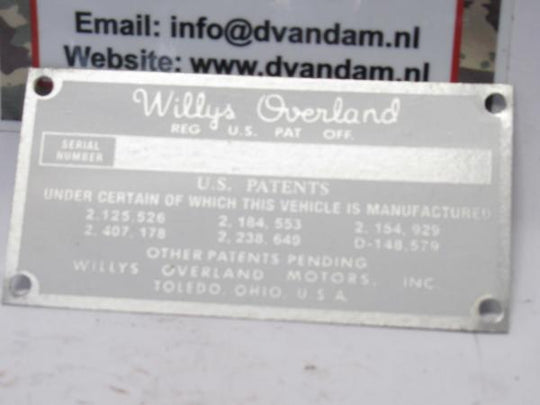 Email: info@dvandam.nl
Website: www.dvandam.nl
Willys Overland
REG U.S. PAT OFF.
SERIAL
NUMBER
U.S. PATENTS
UNDER CERTAIN OF WHICH THIS VEHICLE IS MANUFACTURED
2,125,526 2,184,553 2,154,929
2,407,178 2,238,640 D-148,579
OTHER PATENTS PENDING
WILLYS OVERLAND MOTORS, INC.
TOLEDO, OHIO, U.S.A.